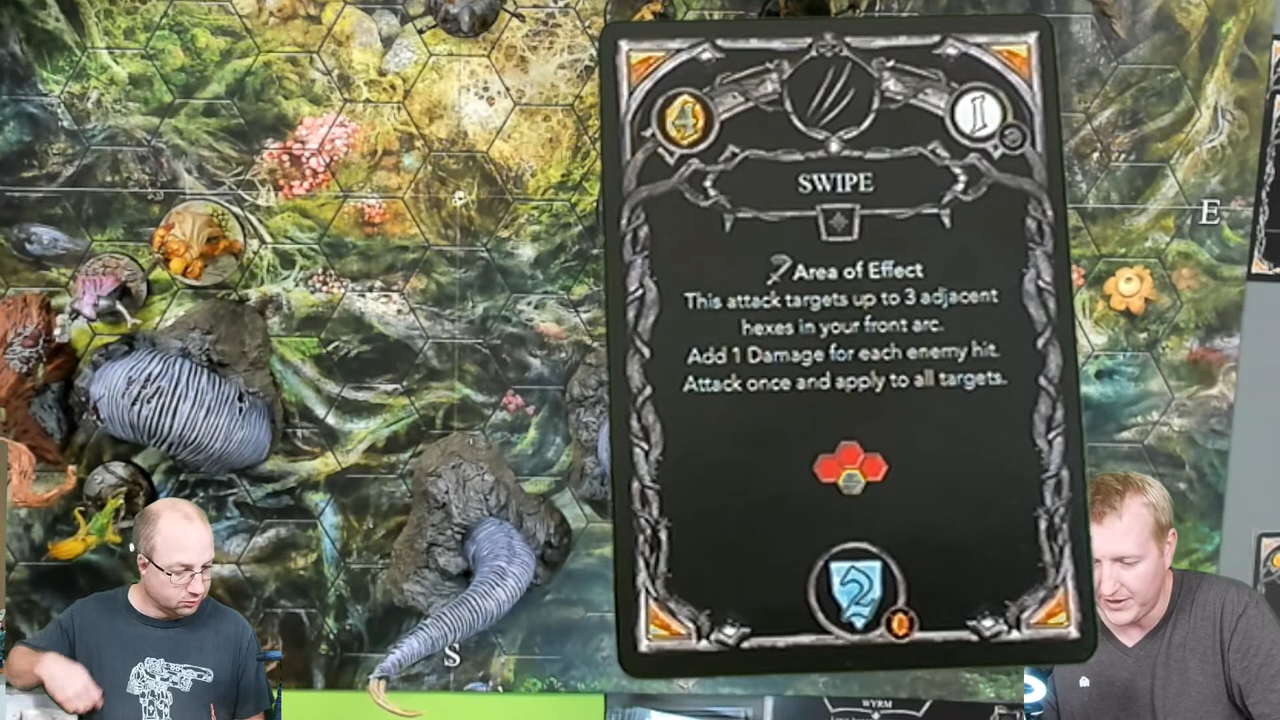 4
1
SWIPE
E
Area of Effect
This attack targets up to 3 adjacent
hexes in your front arc.
Add 1 Damage for each enemy hit.
Attack once and apply to all targets.
2
0
S
WYRM